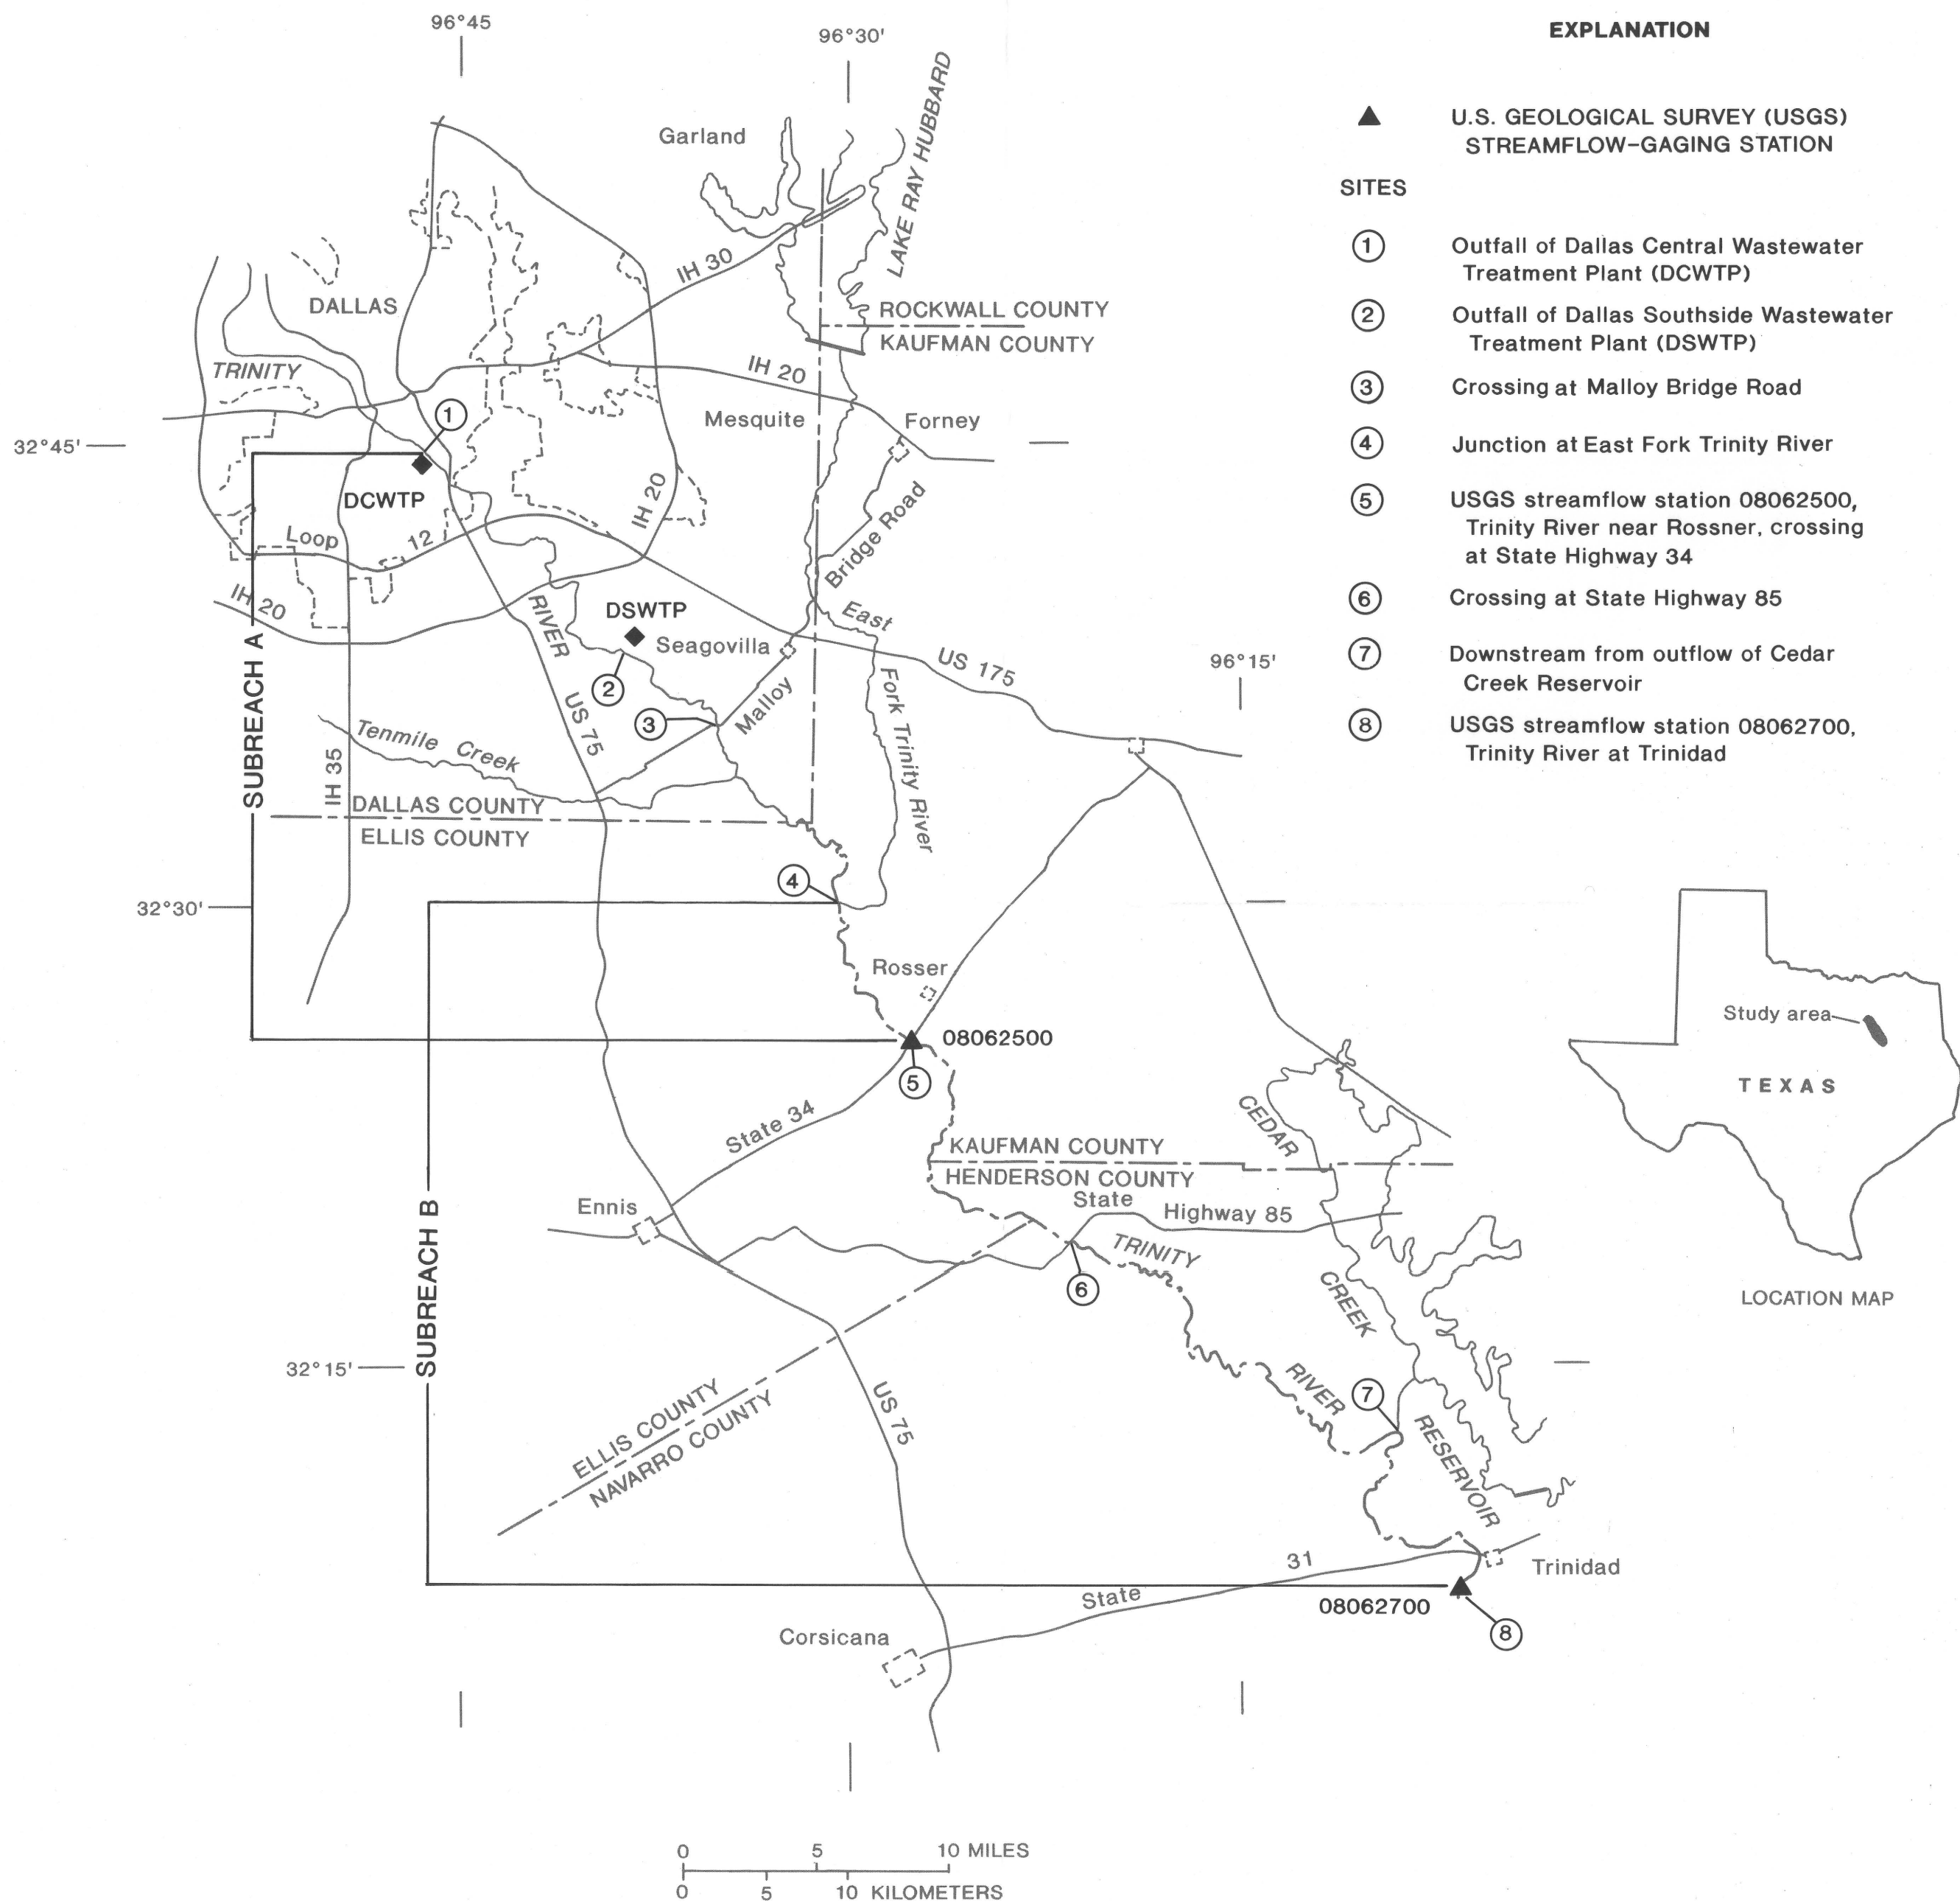 96°45
96°30'
EXPLANATION
U.S. GEOLOGICAL SURVEY (USGS)
STREAMFLOW-GAGING STATION
SITES
1 Outfall of Dallas Central Wastewater
Treatment Plant (DCWTP)
2 Outfall of Dallas Southside Wastewater
Treatment Plant (DSWTP)
3 Crossing at Malloy Bridge Road
4 Junction at East Fork Trinity River
5 USGS streamflow station 08062500,
Trinity River near Rossner, crossing
at State Highway 34
6 Crossing at State Highway 85
7 Downstream from outflow of Cedar
Creek Reservoir
8 USGS streamflow station 08062700,
Trinity River at Trinidad
Garland
LAKE RAY HUBBARD
IH 30
DALLAS
ROCKWALL COUNTY
KAUFMAN COUNTY
TRINITY
IH 20
1
Mesquite
Forney
32°45'
DCWTP
IH 20
Bridge Road
Loop
12
IH 20
RIVER
DSWTP
East
Seagovilla
US 175
96°15'
2
Fork Trinity River
SUBREACH A
US 75
3
Malloy
Tenmile Creek
IH 35
DALLAS COUNTY
ELLIS COUNTY
4
32°30'
Rosser
Study area
08062500
5
TEXAS
CEDAR
State 34
KAUFMAN COUNTY
HENDERSON COUNTY
State
Highway 85
Ennis
SUBREACH B
TRINITY
6
CREEK
LOCATION MAP
32°15'
RIVER
7
US 75
ELLIS COUNTY
NAVARRO COUNTY
RESERVOIR
31
Trinidad
State
08062700
8
Corsicana
0 5 10 MILES
0 5 10 KILOMETERS